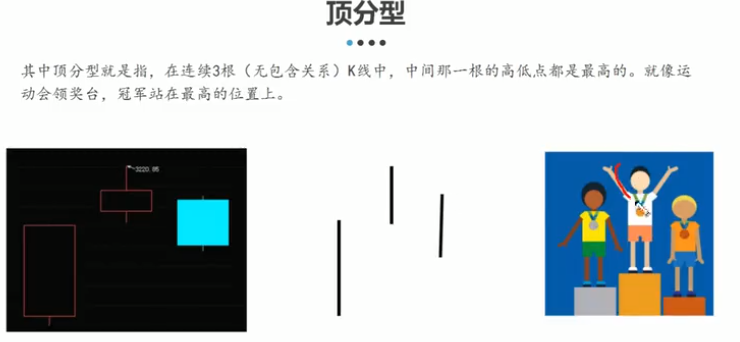 顶分型
其中顶分型就是指，在连续3根（无包含关系）K线中，中间那一根的高低点都是最高的。就像运
动会领奖台，冠军站在最高的位置上。
3220.85